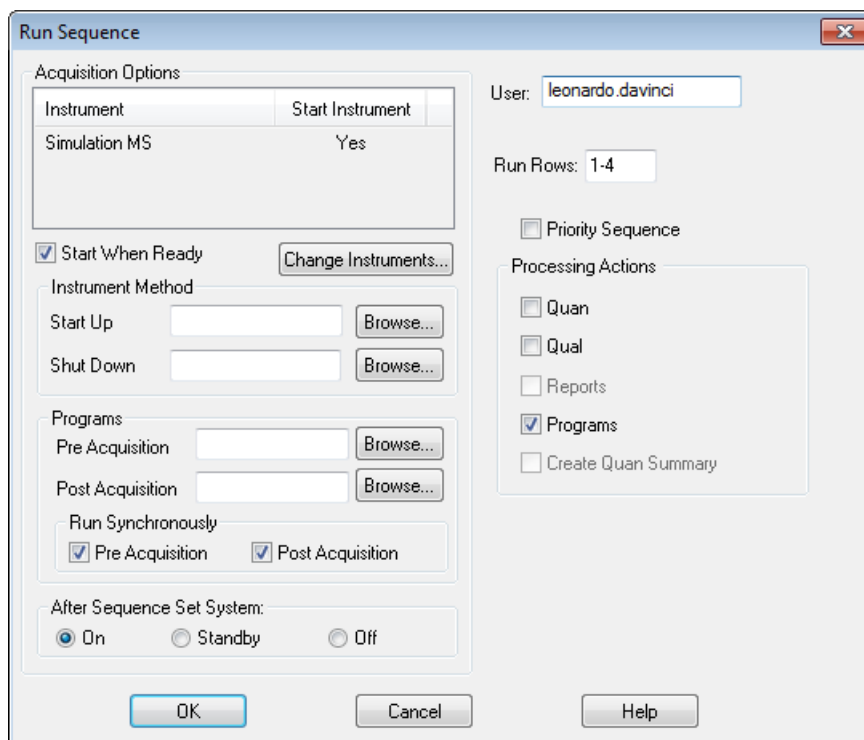 Run Sequence
Acquisition Options
Instrument Start Instrument
Simulation MS Yes
Start When Ready
Change Instruments...
Instrument Method
Start Up Browse...
Shut Down Browse...
Programs
Pre Acquisition Browse...
Post Acquisition Browse...
Run Synchronously
Pre Acquisition Post Acquisition
After Sequence Set System:
On Standby Off
User: leonardo.davinci
Run Rows: 1-4
Priority Sequence
Processing Actions
Quan
Qual
Reports
Programs
Create Quan Summary
OK Cancel Help